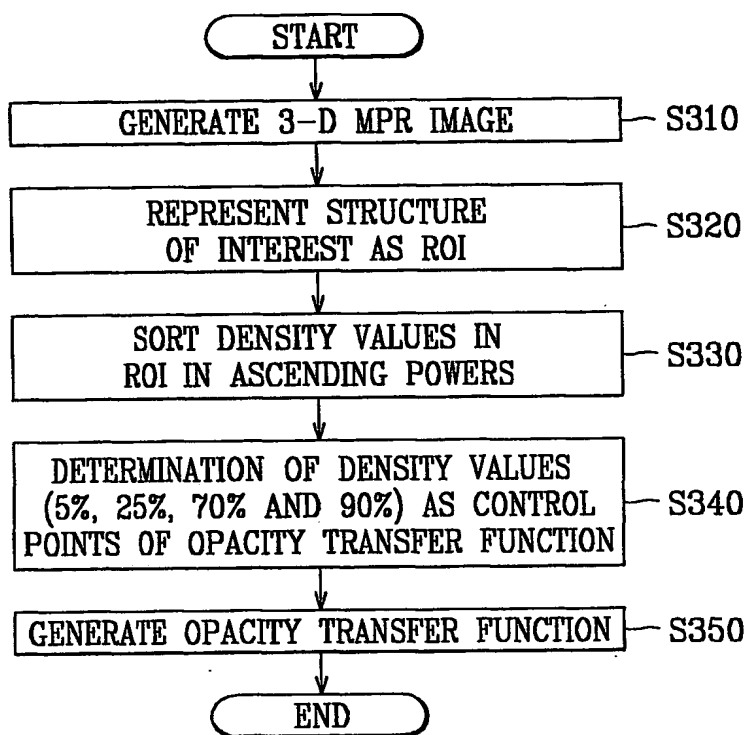 START
GENERATE 3-D MPR IMAGE
S310
REPRESENT STRUCTURE
OF INTEREST AS ROI
S320
SORT DENSITY VALUES IN
ROI IN ASCENDING POWERS
S330
DETERMINATION OF DENSITY VALUES
(5%, 25%, 70% AND 90%) AS CONTROL
POINTS OF OPACITY TRANSFER FUNCTION
S340
GENERATE OPACITY TRANSFER FUNCTION
S350
END